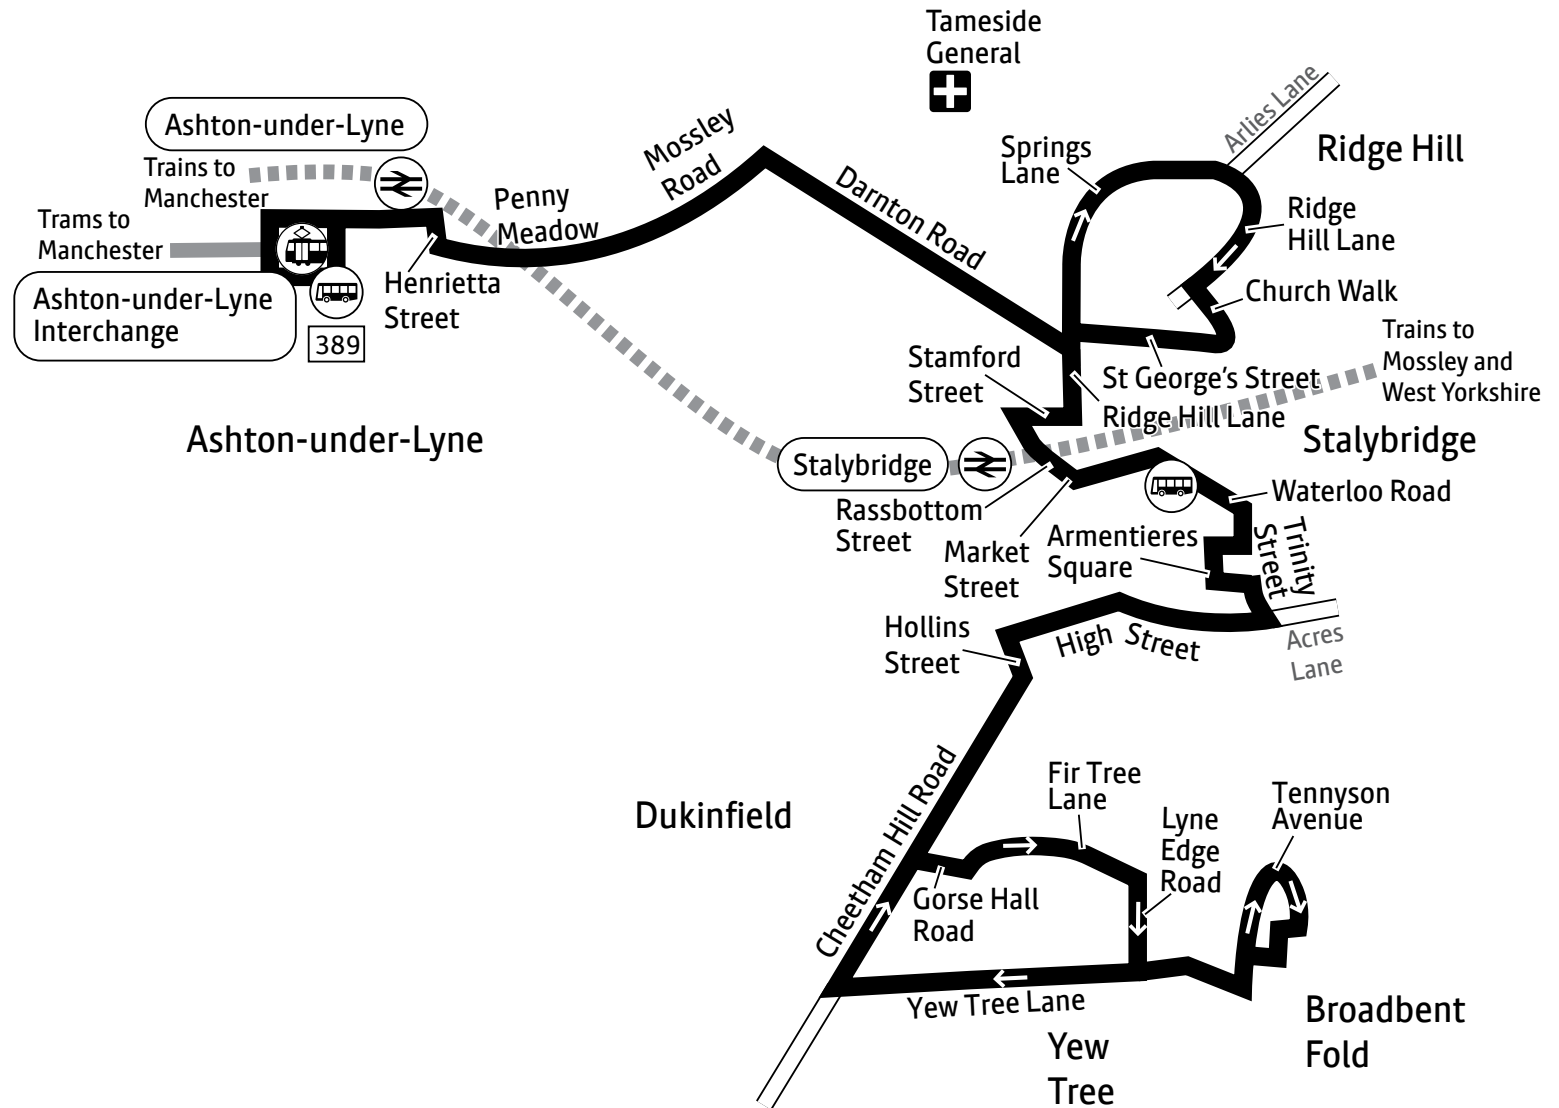 Tameside
General
Ashton-under-Lyne
Trains to
Manchester
Trams to
Manchester
Ashton-under-Lyne
Interchange
389
Henrietta
Street
Penny
Meadow
Mossley
Road
Darnton Road
Springs
Lane
Arlies Lane
Ridge Hill
Ridge
Hill Lane
Church Walk
Trains to
Mossley and
West Yorkshire
Stamford
Street
St George's Street
Ridge Hill Lane
Ashton-under-Lyne
Stalybridge
Stalybridge
Rassbottom
Street
Market
Street
Waterloo Road
Armentieres
Square
Trinity
Street
Hollins
Street
High Street
Acres
Lane
Dukinfield
Cheetham Hill Road
Fir Tree
Lane
Lyne
Edge
Road
Tennyson
Avenue
Gorse Hall
Road
Yew Tree Lane
Yew
Tree
Broadbent
Fold